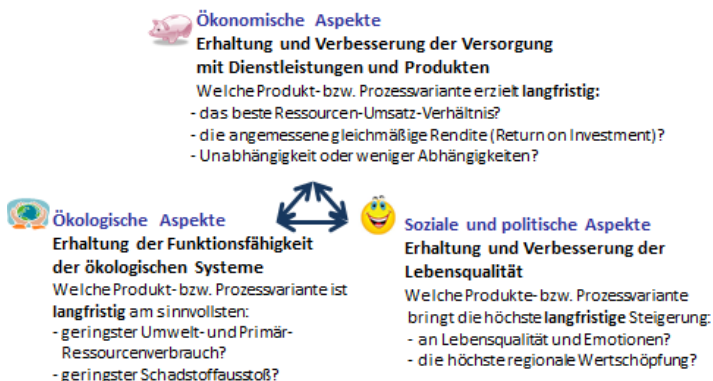 Ökonomische Aspekte
Erhaltung und Verbesserung der Versorgung
mit Dienstleistungen und Produkten
Welche Produkt- bzw. Prozessvariante erzielt langfristig:
- das beste Ressourcen-Umsatz-Verhältnis?
- die angemessene gleichmäßige Rendite (Return on Investment)?
- Unabhängigkeit oder weniger Abhängigkeiten?
Ökologische Aspekte
Erhaltung der Funktionsfähigkeit
der ökologischen Systeme
Welche Produkt- bzw. Prozessvariante ist
langfristig am sinnvollsten:
- geringster Umwelt- und Primär-
Ressourcenverbrauch?
- geringster Schadstoffausstoß?
Soziale und politische Aspekte
Erhaltung und Verbesserung der
Lebensqualität
Welche Produkte- bzw. Prozessvariante
bringt die höchste langfristige Steigerung:
- an Lebensqualität und Emotionen?
- die höchste regionale Wertschöpfung?